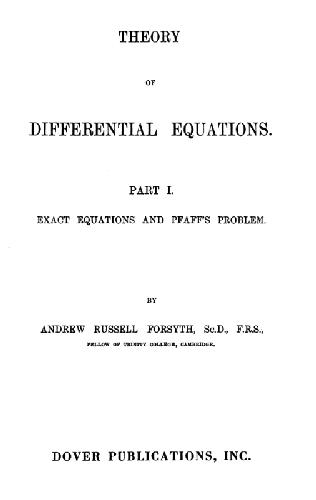 THEORY
OF
DIFFERENTIAL EQUATIONS.
PART I.
EXACT EQUATIONS AND PFAFF'S PROBLEM.
BY
ANDREW RUSSELL FORSYTH, Sc.D., F.R.S.,
FELLOW OF TRINITY COLLEGE, CAMBRIDGE.
DOVER PUBLICATIONS, INC.